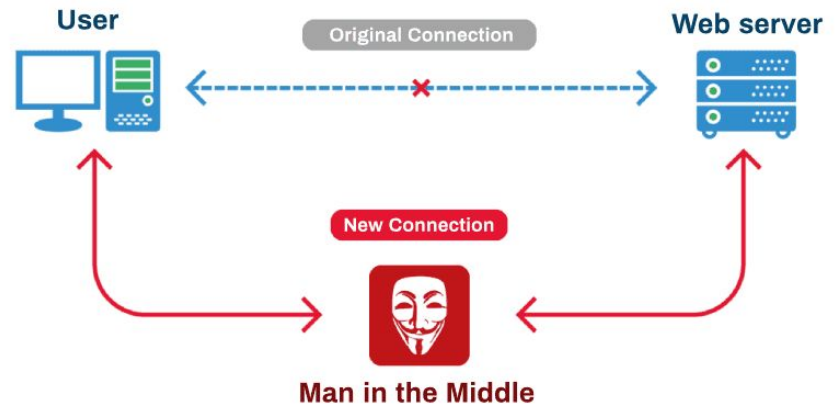 User
Original Connection
Web server
New Connection
Man in the Middle